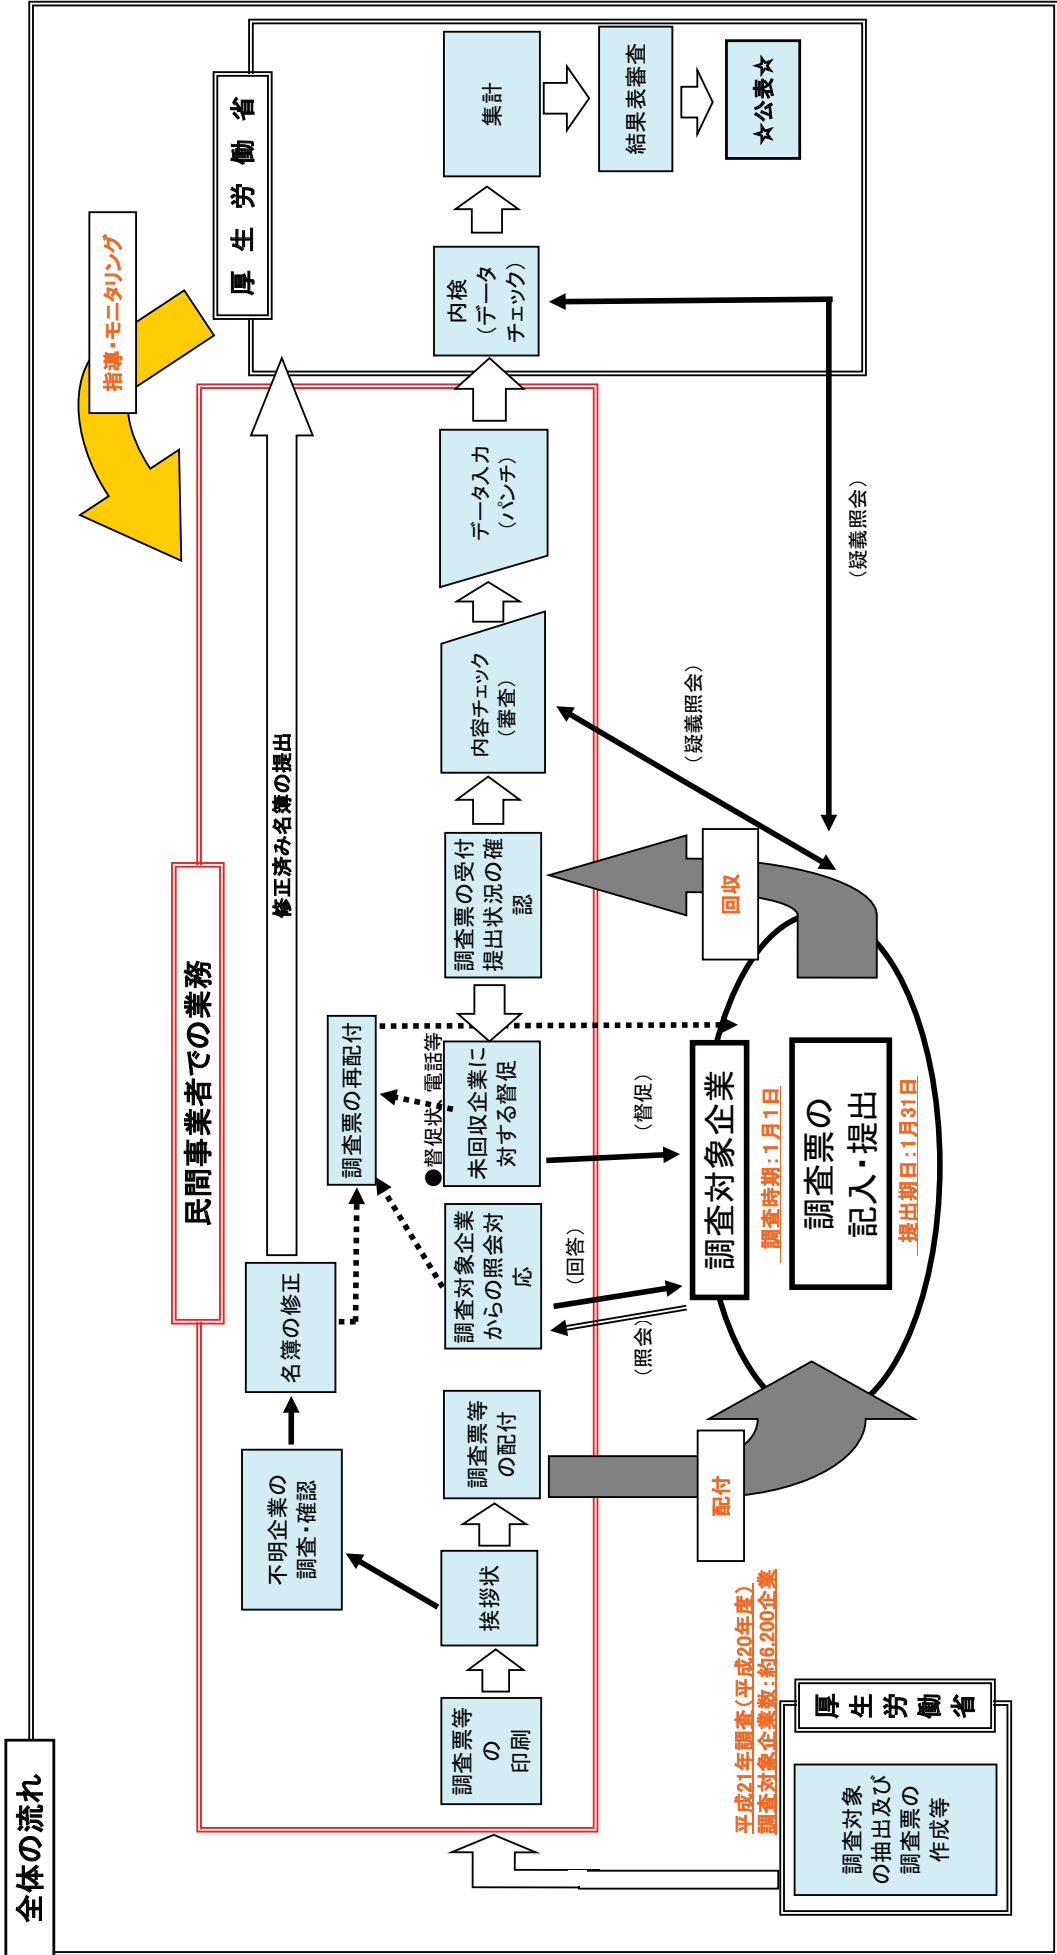 全体の流れ
民間事業者での業務
厚生労働省
指導・モニタリング
修正済み名簿の提出
不明企業の
調査・確認
名簿の修正
調査票の再配付
●督促状、電話等
調査票等
の
印刷
挨拶状
調査票等
の配付
調査対象企業
からの照会対
応
未回収企業に
対する督促
調査票の受付
提出状況の確
認
内容チェック
（審査）
データ入力
（パンチ）
内検
（データ
チェック）
集計
結果表審査
☆公表☆
（照会）
（回答）
（督促）
（疑義照会）
（疑義照会）
配付
回収
調査対象企業
調査時期：1月1日
調査票の
記入・提出
提出期日：1月31日
平成21年調査（平成20年度）
調査対象企業数：約6,200企業
厚生労働省
調査対象
の抽出及び
調査票の
作成等